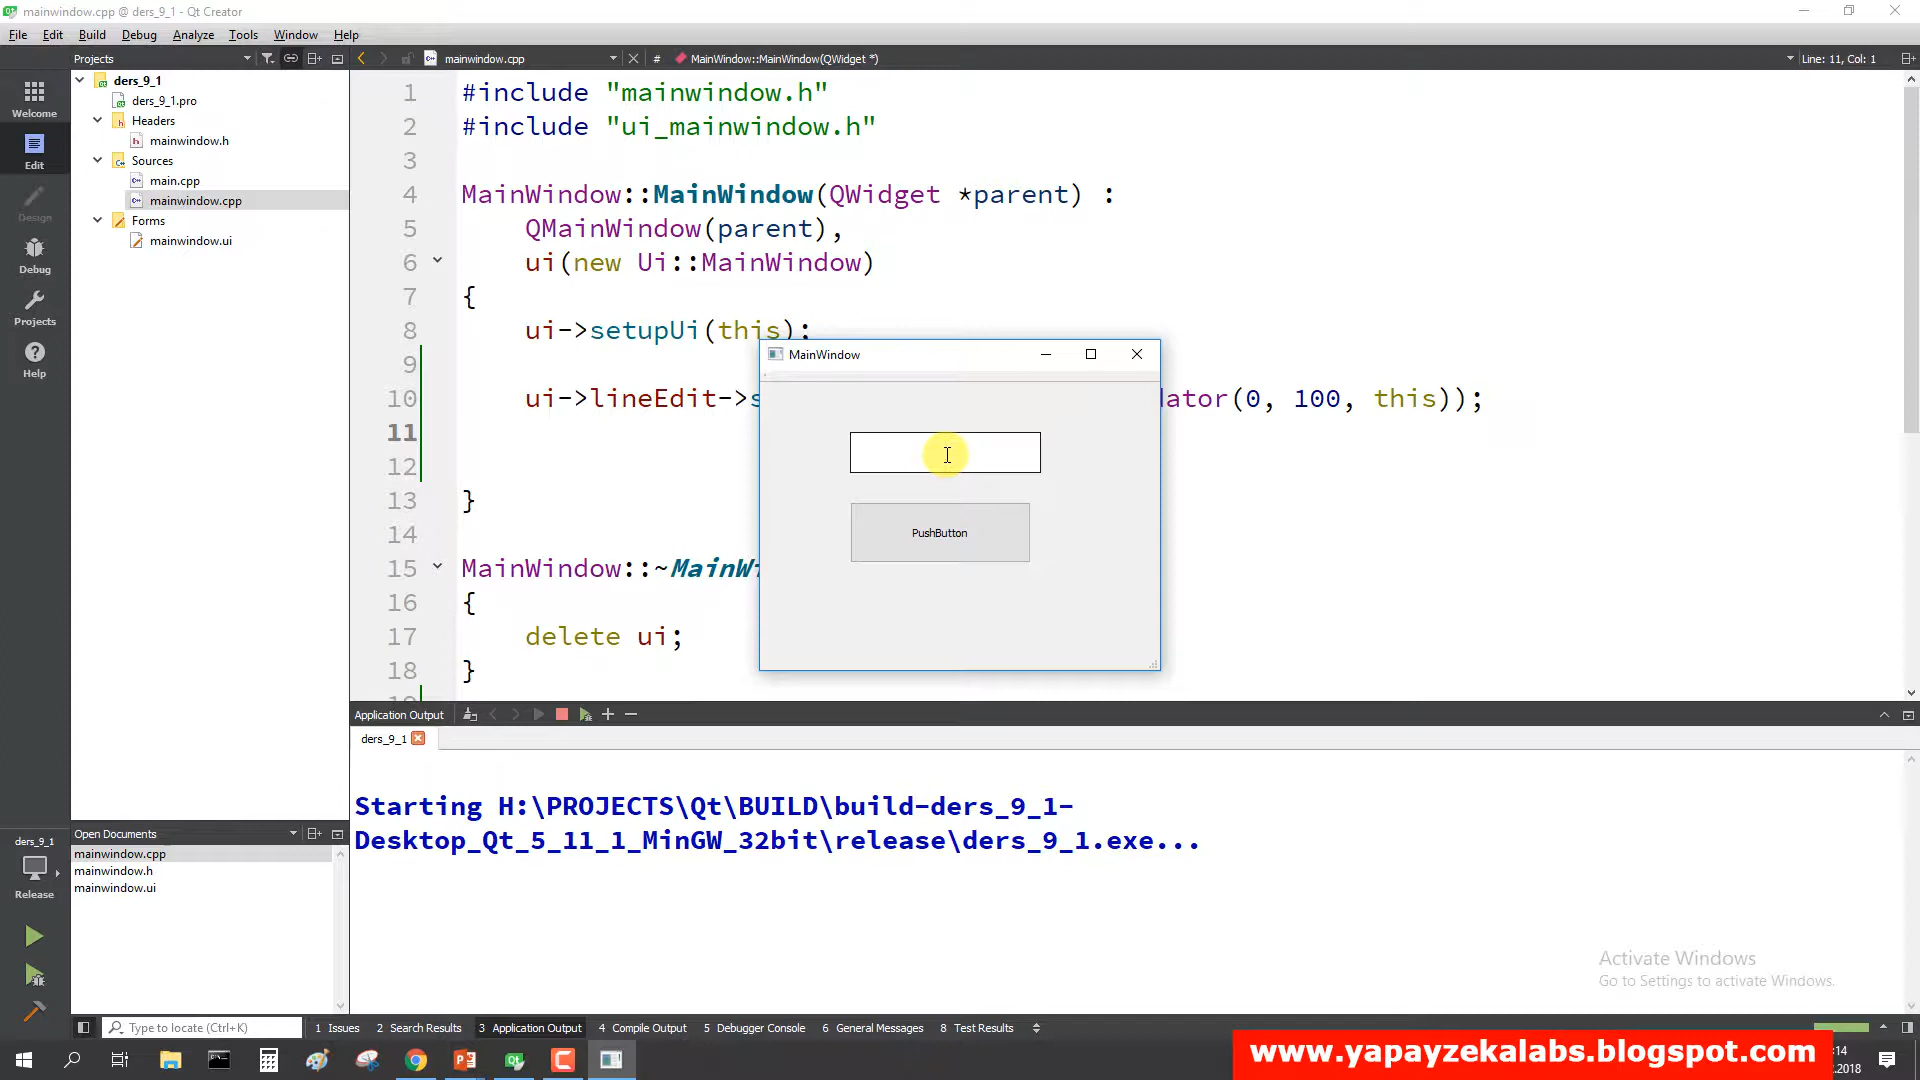 mainwindow.cpp @ ders_9_1 - Qt Creator
File Edit Build Debug Analyze Tools Window Help
Projects
mainwindow.cpp
#
MainWindow::MainWindow(QWidget *)
Line: 11, Col: 1
Welcome
Edit
Design
Debug
Projects
Help
ders_9_1
ders_9_1.pro
Headers
mainwindow.h
Sources
main.cpp
mainwindow.cpp
Forms
mainwindow.ui
1 #include "mainwindow.h"
2 #include "ui_mainwindow.h"
3
4 MainWindow::MainWindow(QWidget *parent) :
5 QMainWindow(parent),
6 ui(new Ui::MainWindow)
7 {
8 ui->setupUi(this);
9
10 ui->lineEdit->s ator(0, 100, this));
11
12
13 }
14
15 MainWindow::~MainWi
16 {
17 delete ui;
18 }
MainWindow
PushButton
Application Output
ders_9_1
Starting H:\PROJECTS\Qt\BUILD\build-ders_9_1-
Desktop_Qt_5_11_1_MinGW_32bit\release\ders_9_1.exe...
Open Documents
mainwindow.cpp
mainwindow.h
mainwindow.ui
ders_9_1
Release
Activate Windows
Go to Settings to activate Windows.
Type to locate (Ctrl+K)
1 Issues 2 Search Results 3 Application Output 4 Compile Output 5 Debugger Console 6 General Messages 8 Test Results
www.yapayzekalabs.blogspot.com
:14
.2018